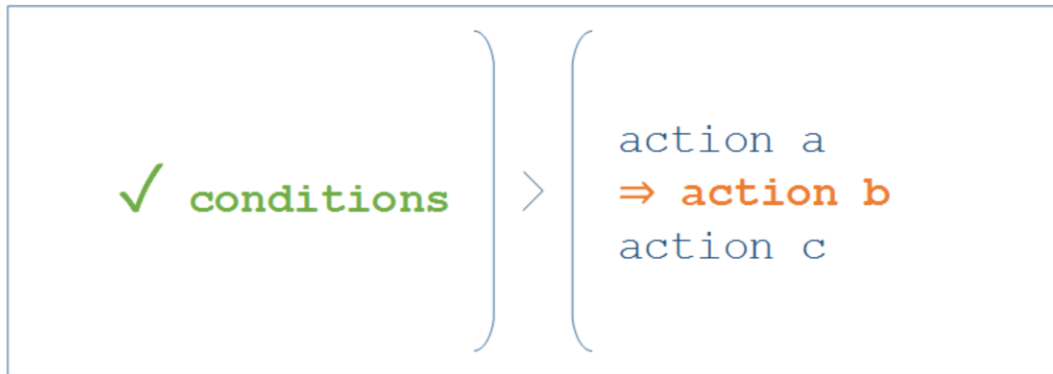 ✓ conditions
>
action a
⇒ action b
action c